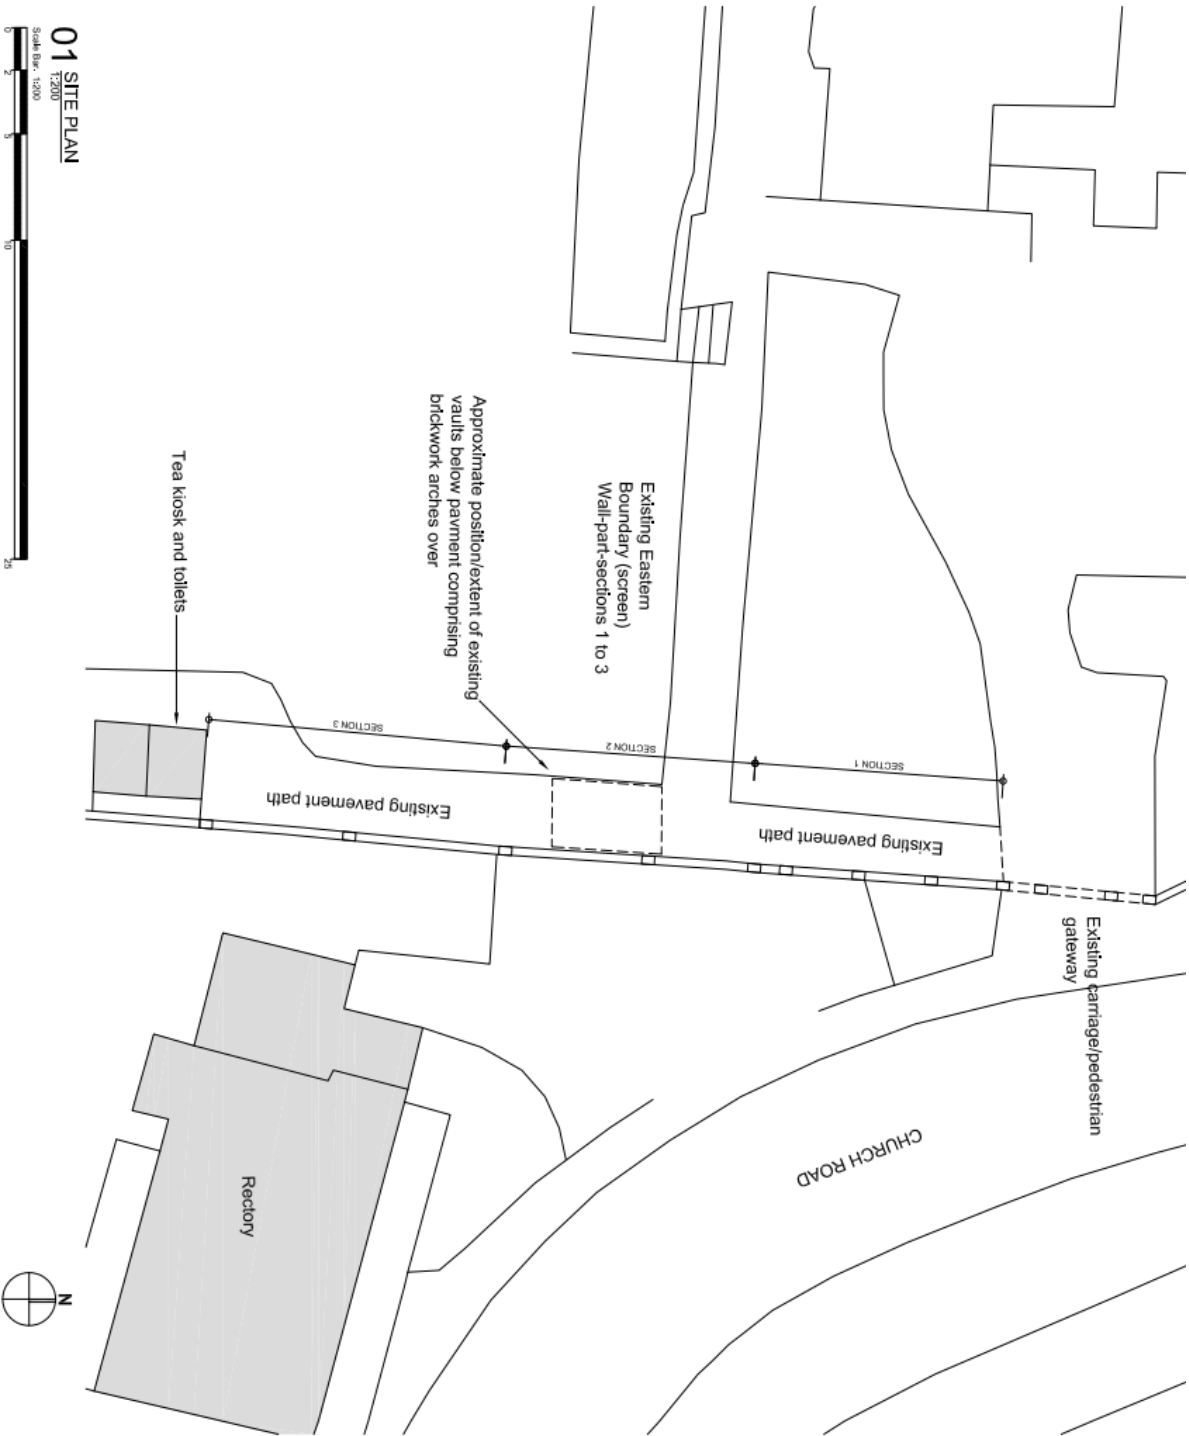 01 SITE PLAN
1:200
Scale Bar. 1:200
0 2 5 10 25
Tea kiosk and toilets
Approximate position/extent of existing
vaults below pavment comprising
brickwork arches over
Existing Eastern
Boundary (screen)
Wall-part-sections 1 to 3
SECTION 3
SECTION 2
SECTION 1
Existing pavement path
Existing pavement path
Existing carriage/pedestrian
gateway
CHURCH ROAD
Rectory
N